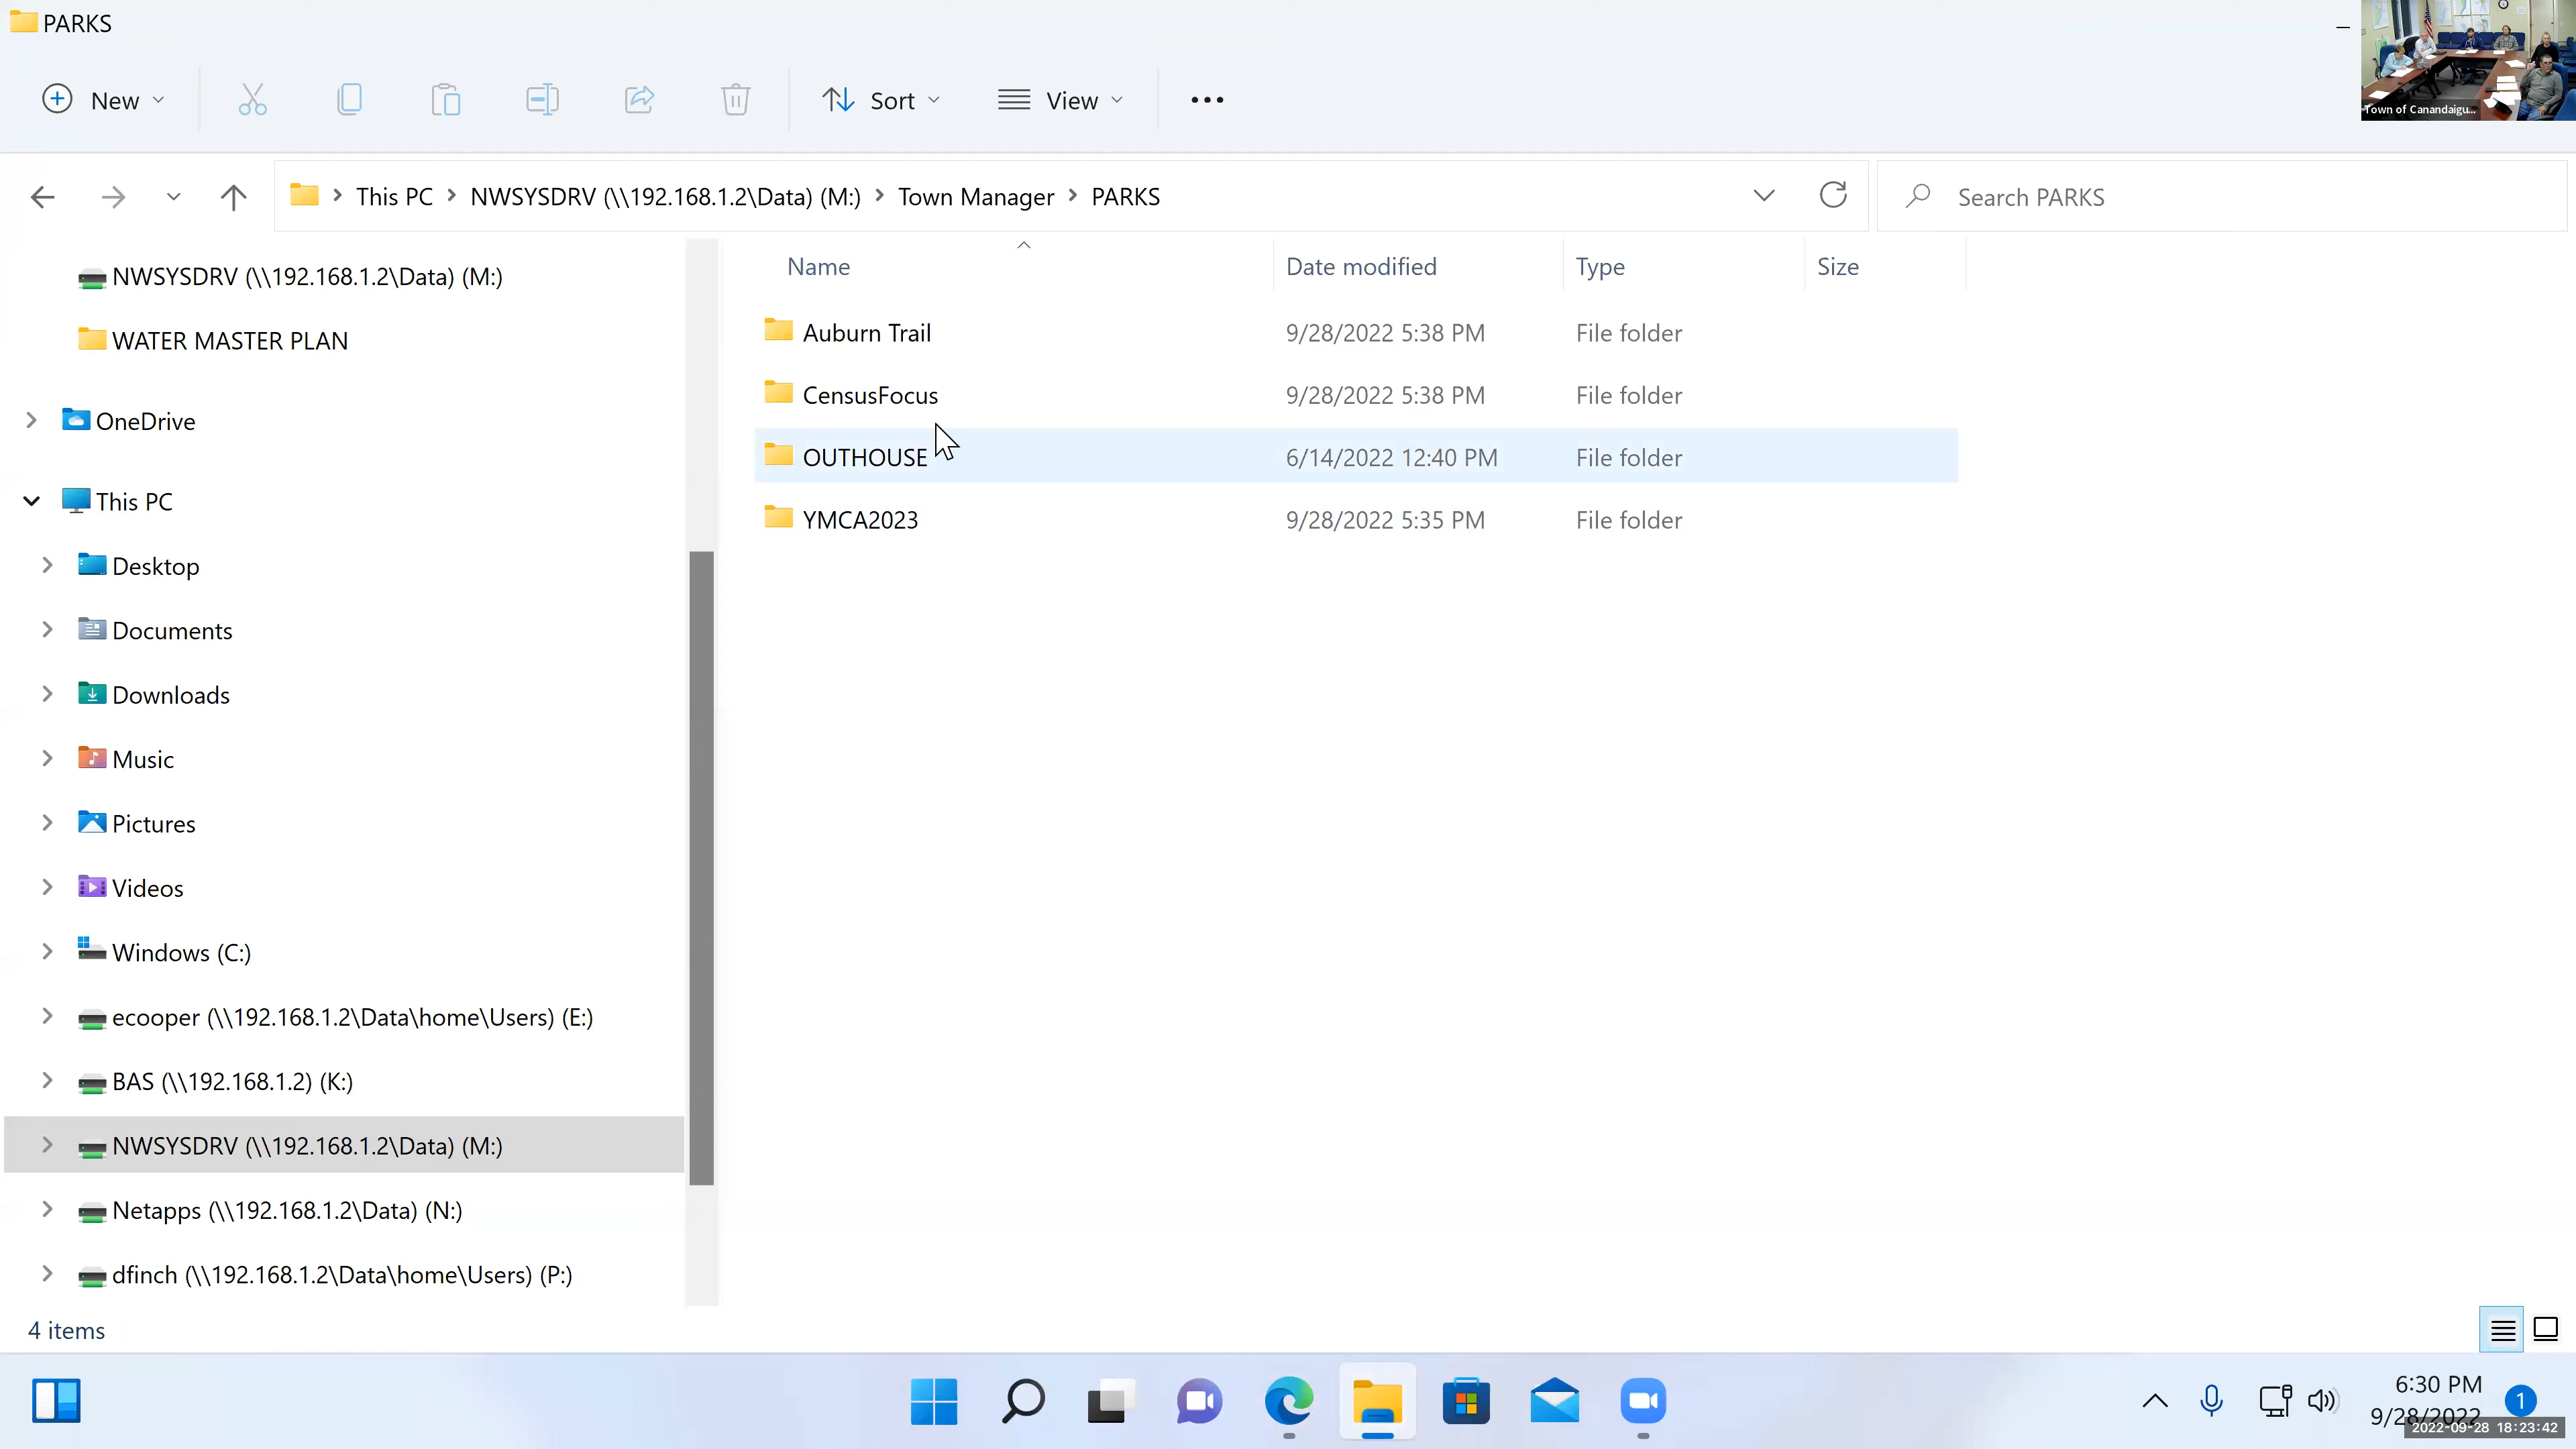 PARKS
New
Sort
View
Town of Canandaigu...
This PC
NWSYSDRV (\\192.168.1.2\Data) (M:)
Town Manager
PARKS
Search PARKS
NWSYSDRV (\\192.168.1.2\Data) (M:)
WATER MASTER PLAN
OneDrive
This PC
Desktop
Documents
Downloads
Music
Pictures
Videos
Windows (C:)
ecooper (\\192.168.1.2\Data\home\Users) (E:)
BAS (\\192.168.1.2) (K:)
NWSYSDRV (\\192.168.1.2\Data) (M:)
Netapps (\\192.168.1.2\Data) (N:)
dfinch (\\192.168.1.2\Data\home\Users) (P:)
Name Date modified Type Size
Auburn Trail 9/28/2022 5:38 PM File folder
CensusFocus 9/28/2022 5:38 PM File folder
OUTHOUSE 6/14/2022 12:40 PM File folder
YMCA2023 9/28/2022 5:35 PM File folder
4 items
6:30 PM
9/28/2022
1
2022-09-28 18:23:42